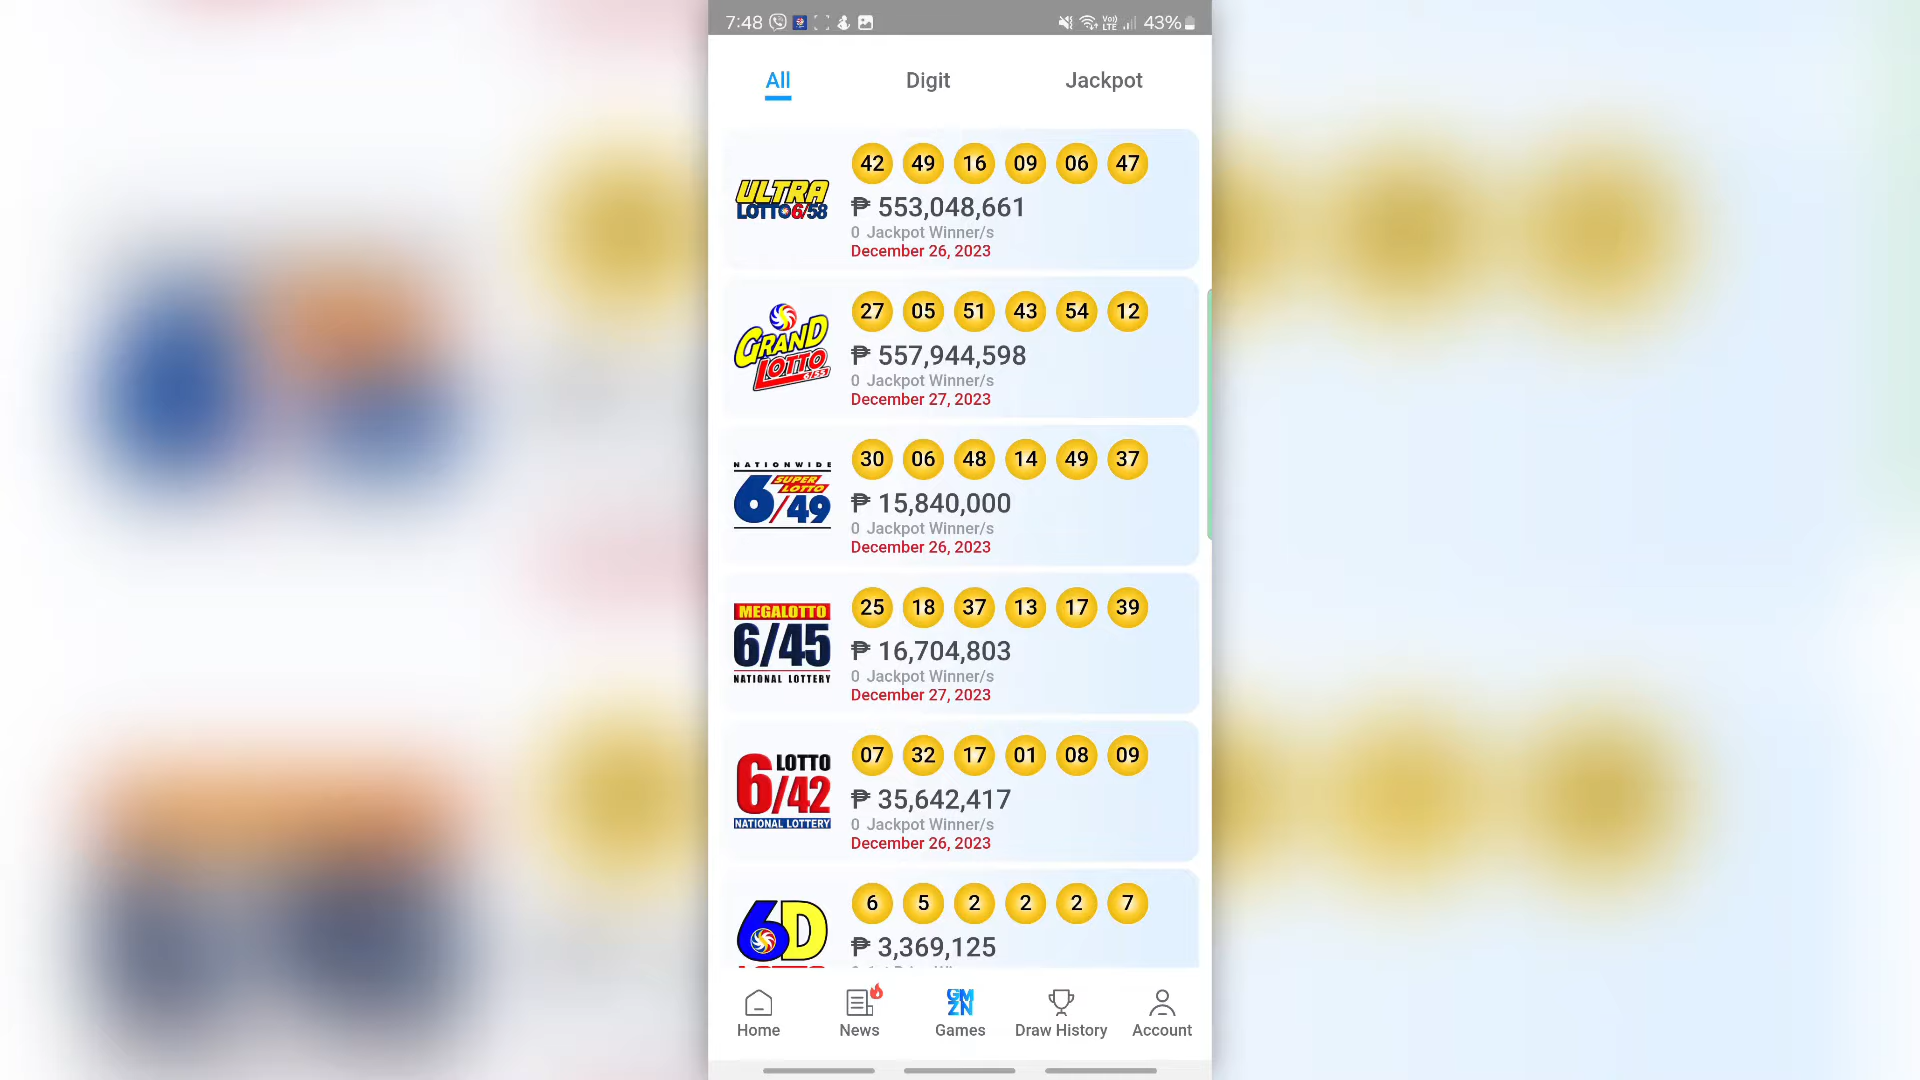 7:48
VoJ) LTE
43%
All
Digit
Jackpot
ULTRA
LOTTO 6/58
42 49 16 09 06 47
₱ 553,048,661
0 Jackpot Winner/s
December 26, 2023
GRAND
LOTTO
6/55
27 05 51 43 54 12
₱ 557,944,598
0 Jackpot Winner/s
December 27, 2023
NATIONWIDE
SUPER
LOTTO
6/49
30 06 48 14 49 37
₱ 15,840,000
0 Jackpot Winner/s
December 26, 2023
MEGALOTTO
6/45
NATIONAL LOTTERY
25 18 37 13 17 39
₱ 16,704,803
0 Jackpot Winner/s
December 27, 2023
LOTTO
6/42
NATIONAL LOTTERY
07 32 17 01 08 09
₱ 35,642,417
0 Jackpot Winner/s
December 26, 2023
6D
6 5 2 2 2 7
₱ 3,369,125
GMZN
Home
News
Games
Draw History
Account